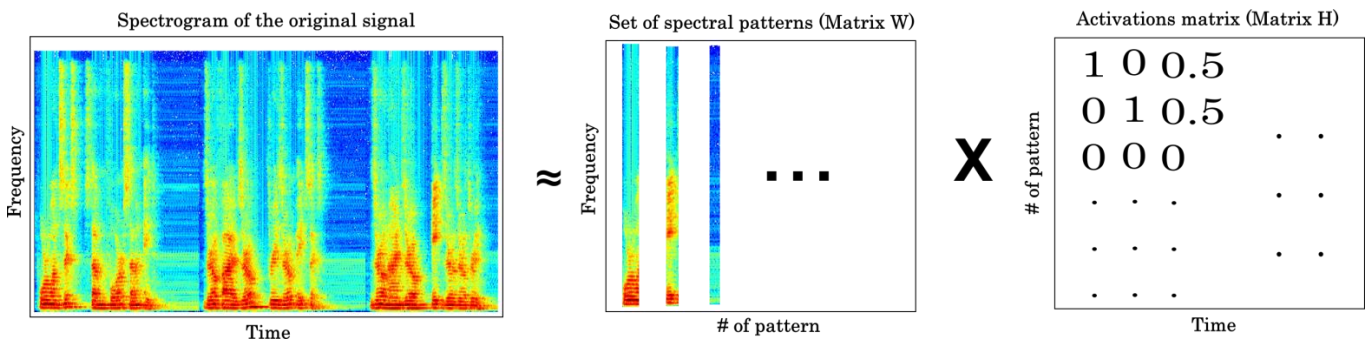 Spectrogram of the original signal
Frequency
Time
≈
Set of spectral patterns (Matrix W)
Frequency
...
# of pattern
X
Activations matrix (Matrix H)
# of pattern
1 0 0.5
0 1 0.5
0 0 0
. . .
. . .
. . .
. .
. .
. .
Time